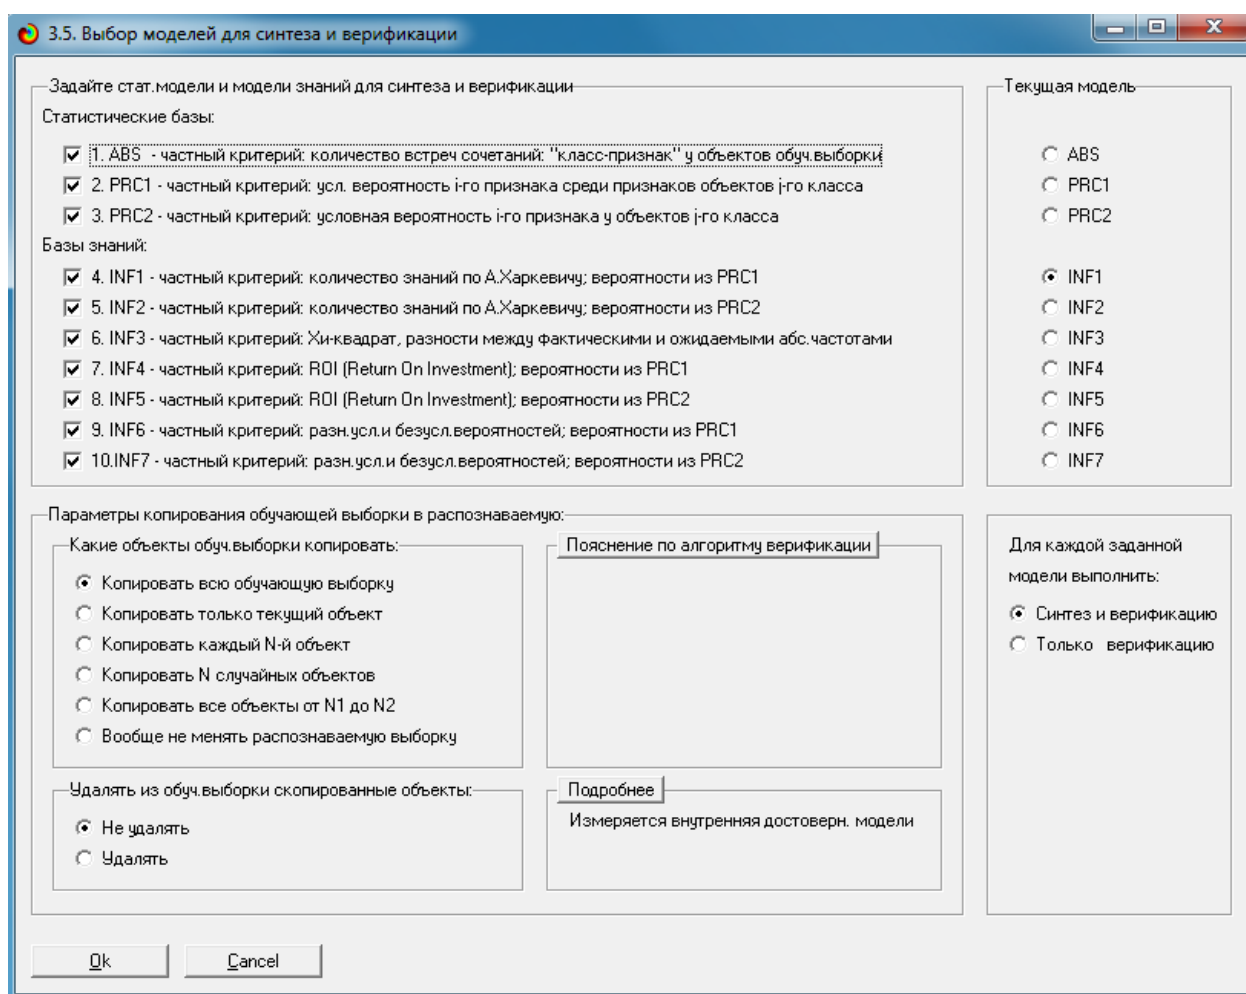 3.5. Выбор моделей для синтеза и верификации
Задайте стат.модели и модели знаний для синтеза и верификации
Статистические базы:
1. ABS - частный критерий: количество встреч сочетаний: "класс-признак" у объектов обуч.выборки
2. PRC1 - частный критерий: усл. вероятность i-го признака среди признаков объектов j-го класса
3. PRC2 - частный критерий: условная вероятность i-го признака у объектов j-го класса
Базы знаний:
4. INF1 - частный критерий: количество знаний по А.Харкевичу; вероятности из PRC1
5. INF2 - частный критерий: количество знаний по А.Харкевичу; вероятности из PRC2
6. INF3 - частный критерий: Хи-квадрат, разности между фактическими и ожидаемыми абс.частотами
7. INF4 - частный критерий: ROI (Return On Investment); вероятности из PRC1
8. INF5 - частный критерий: ROI (Return On Investment); вероятности из PRC2
9. INF6 - частный критерий: разн.усл.и безусл.вероятностей; вероятности из PRC1
10.INF7 - частный критерий: разн.усл.и безусл.вероятностей; вероятности из PRC2
Текущая модель
ABS
PRC1
PRC2
INF1
INF2
INF3
INF4
INF5
INF6
INF7
Параметры копирования обучающей выборки в распознаваемую:
Какие объекты обуч.выборки копировать:
Копировать всю обучающую выборку
Копировать только текущий объект
Копировать каждый N-й объект
Копировать N случайных объектов
Копировать все объекты от N1 до N2
Вообще не менять распознаваемую выборку
Пояснение по алгоритму верификации
Удалять из обуч.выборки скопированные объекты:
Не удалять
Удалять
Подробнее
Измеряется внутренняя достоверн. модели
Для каждой заданной
модели выполнить:
Синтез и верификацию
Только верификацию
Ok
Cancel